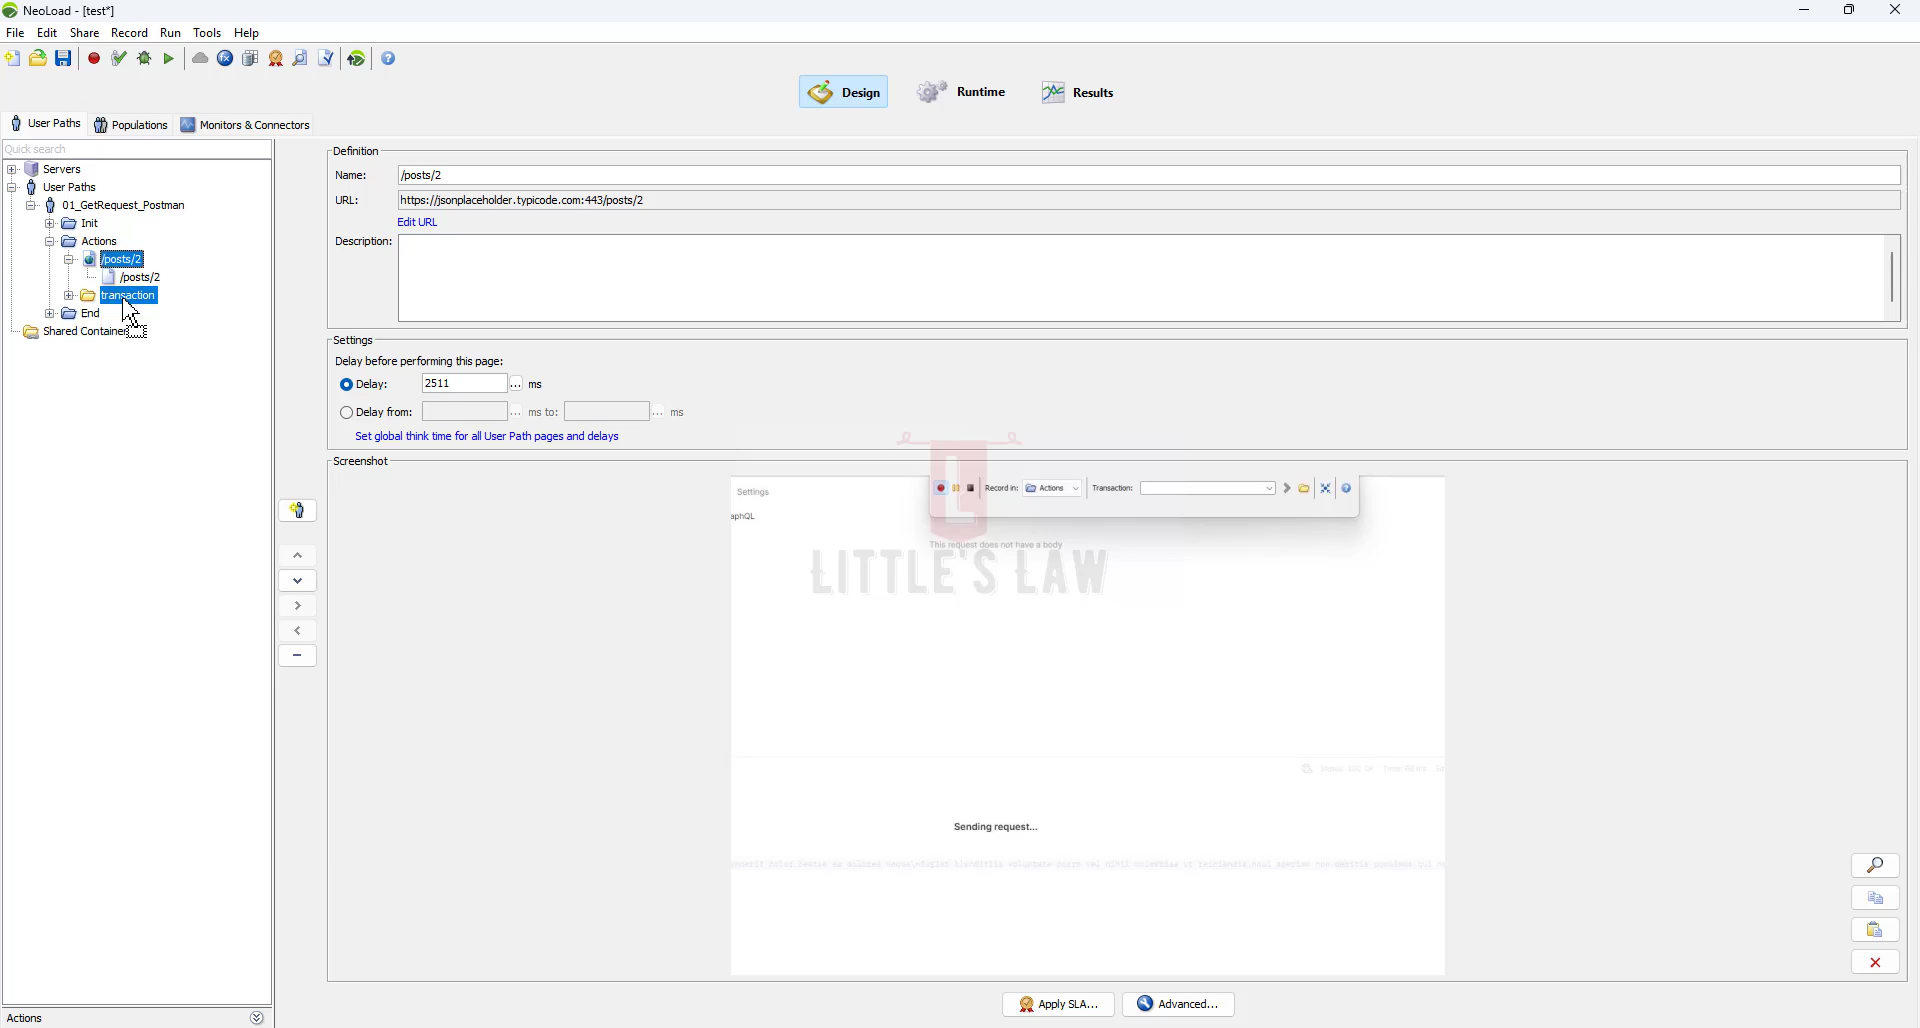 NeoLoad - [test*]
File Edit Share Record Run Tools Help
Design Runtime Results
User Paths Populations Monitors & Connectors
Quick search
Servers
User Paths
01_GetRequest_Postman
Init
Actions
/posts/2
/posts/2
transaction
End
Shared Container
Definition
Name: /posts/2
URL: https://jsonplaceholder.typicode.com:443/posts/2
Edit URL
Description:
Settings
Delay before performing this page:
Delay: 2511 ... ms
Delay from: ... ms to: ... ms
Set global think time for all User Path pages and delays
Screenshot
Settings
Record in: Actions Transaction:
aphQL
This request does not have a body
L
LITTLE'S LAW
Sending request...
Apply SLA... Advanced...
Actions